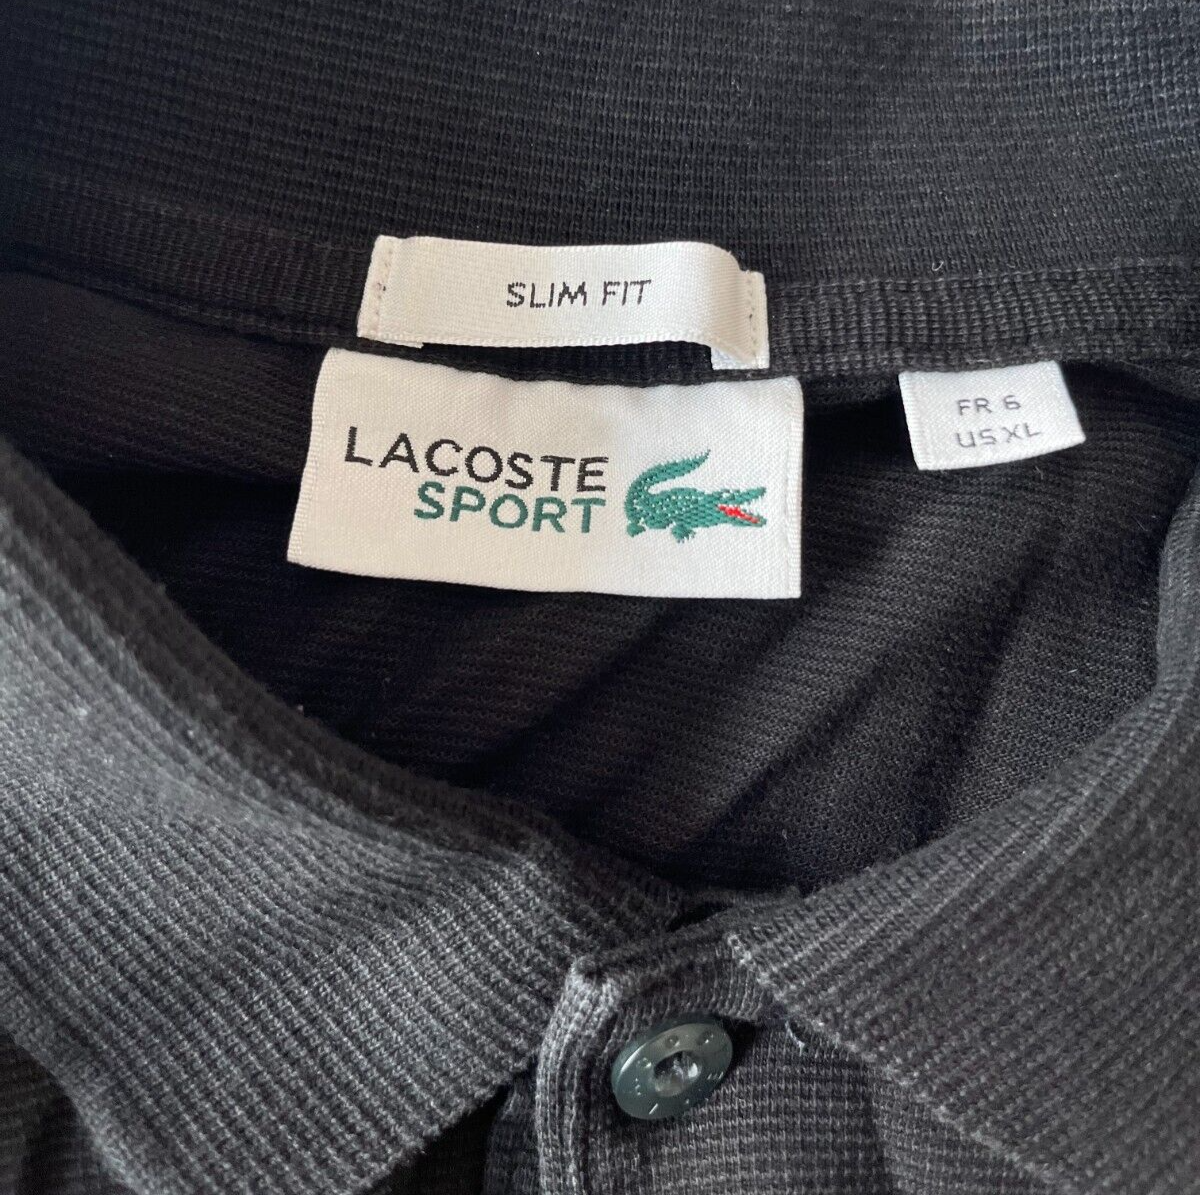 SLIM FIT
LACOSTE
SPORT
FR 6
US XL